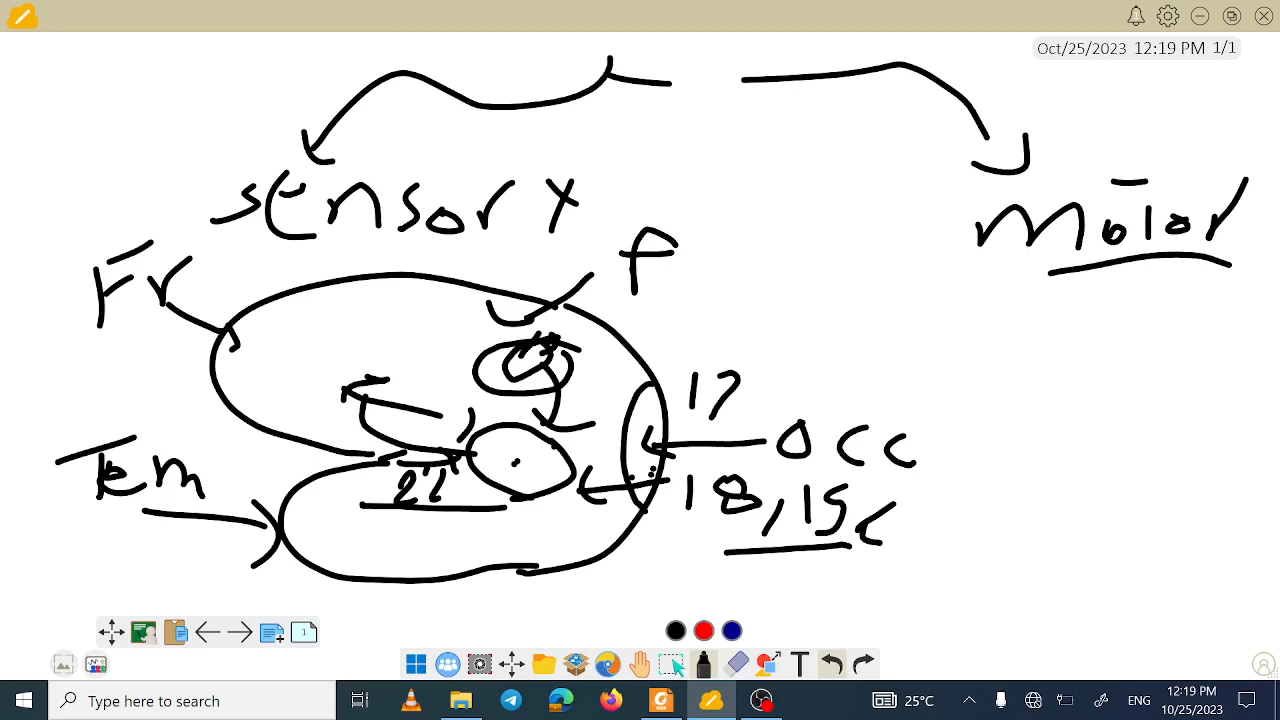 Oct/25/2023 12:19 PM 1/1
sensory
Motor
Fr
P
17
occ
Tem
22
18, 19
1
T
Type here to search
25°C
ENG
12:19 PM
10/25/2023